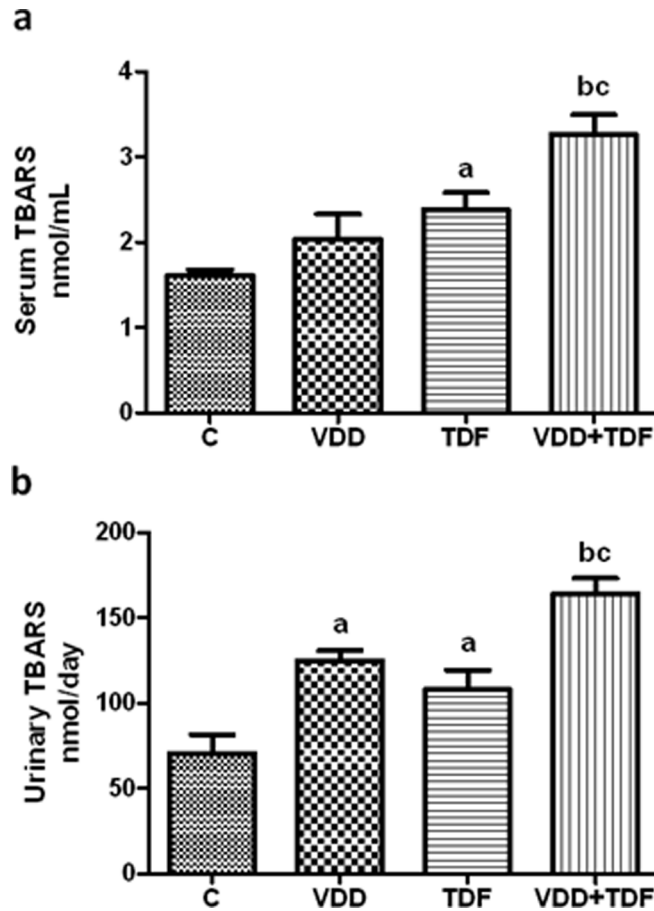 a
Serum TBARS
nmol/mL
4
3
2
1
0
a
bc
C VDD TDF VDD+TDF
b
Urinary TBARS
nmol/day
200
150
100
50
0
a
a
bc
C VDD TDF VDD+TDF